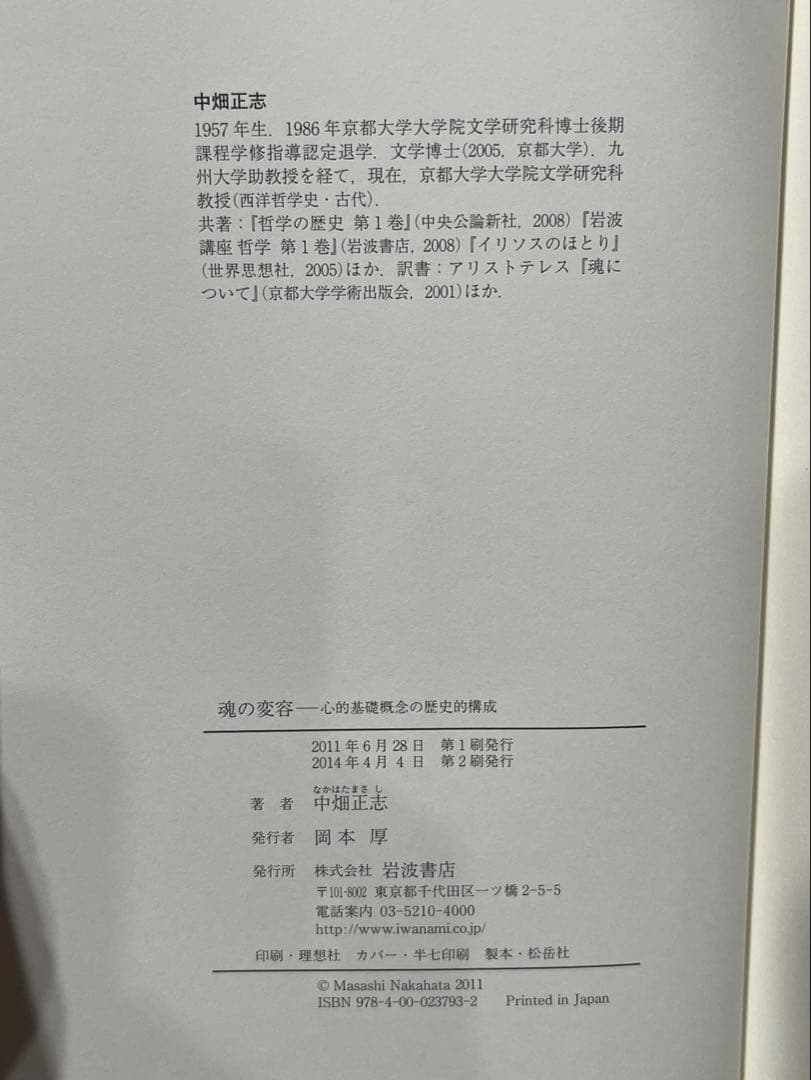 中畑正志
1957年生．1986年京都大学大学院文学研究科博士後期
課程学修指導認定退学．文学博士(2005，京都大学)．九
州大学助教授を経て，現在，京都大学大学院文学研究科
教授(西洋哲学史・古代)．
共著：『哲学の歴史 第1巻』(中央公論新社，2008)『岩波
講座 哲学 第1巻』(岩波書店，2008)『イリソスのほとり』
(世界思想社，2005)ほか．訳書：アリストテレス『魂に
ついて』(京都大学学術出版会，2001)ほか．
魂の変容──心的基礎概念の歴史的構成
2011年6月28日 第1刷発行
2014年4月4日 第2刷発行
なかはたまさし
著者 中畑正志
発行者 岡本 厚
発行所 株式会社 岩波書店
〒101-8002 東京都千代田区一ツ橋2-5-5
電話案内 03-5210-4000
http://www.iwanami.co.jp/
印刷・理想社 カバー・半七印刷 製本・松岳社
© Masashi Nakahata 2011
ISBN 978-4-00-023793-2 Printed in Japan